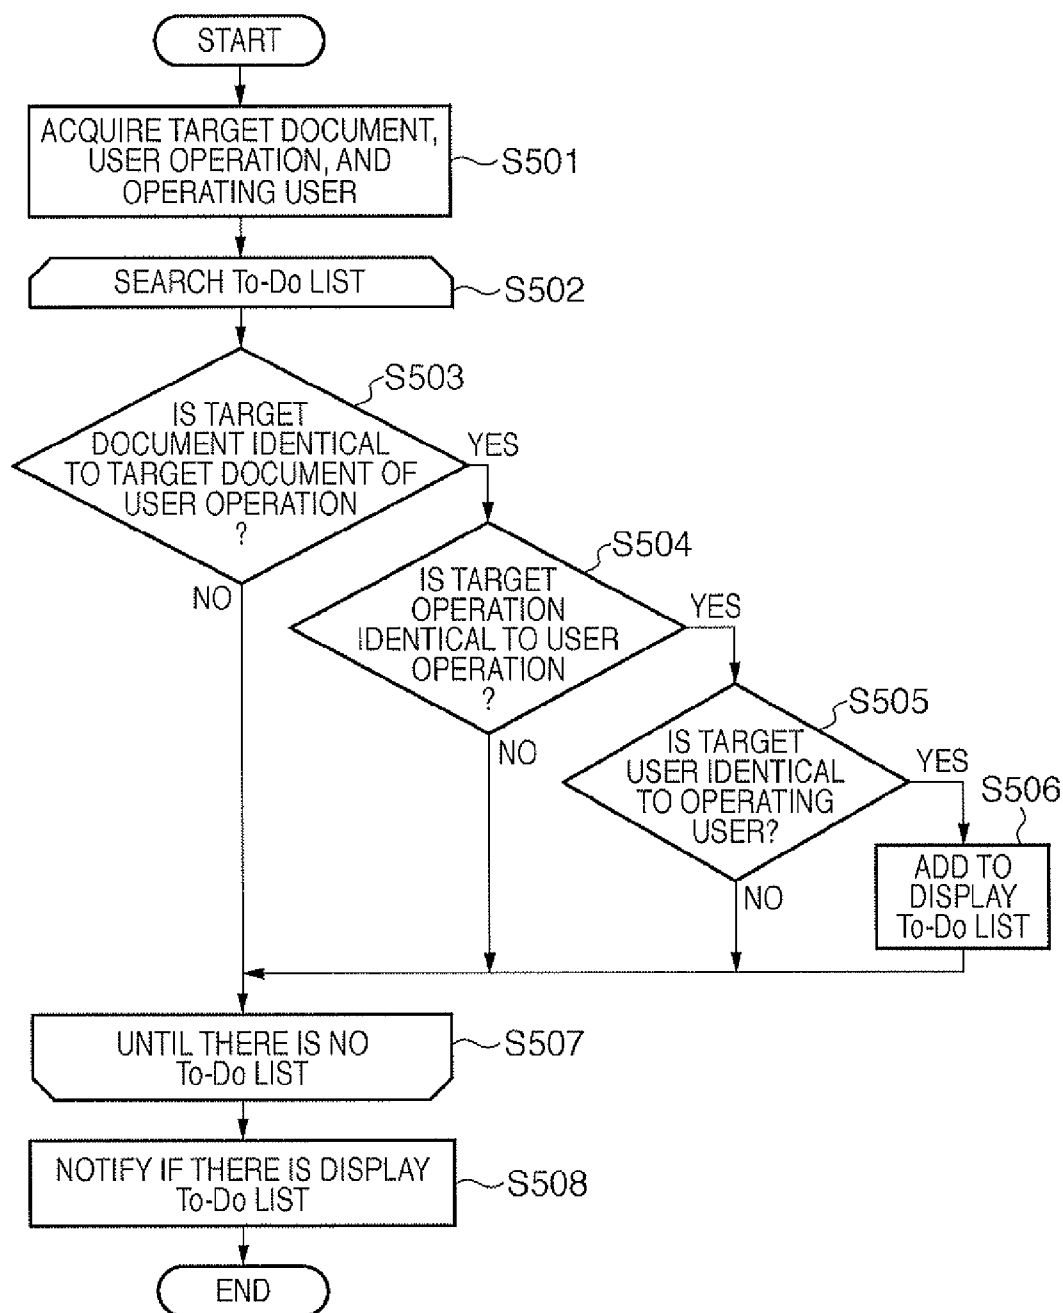 START
ACQUIRE TARGET DOCUMENT,
USER OPERATION, AND
OPERATING USER
S501
SEARCH To-Do LIST
S502
S503
IS TARGET
DOCUMENT IDENTICAL
TO TARGET DOCUMENT OF
USER OPERATION
?
YES
NO
S504
IS TARGET
OPERATION
IDENTICAL TO USER
OPERATION
?
YES
NO
S505
IS TARGET
USER IDENTICAL
TO OPERATING
USER?
YES
NO
S506
ADD TO
DISPLAY
To-Do LIST
UNTIL THERE IS NO
To-Do LIST
S507
NOTIFY IF THERE IS DISPLAY
To-Do LIST
S508
END